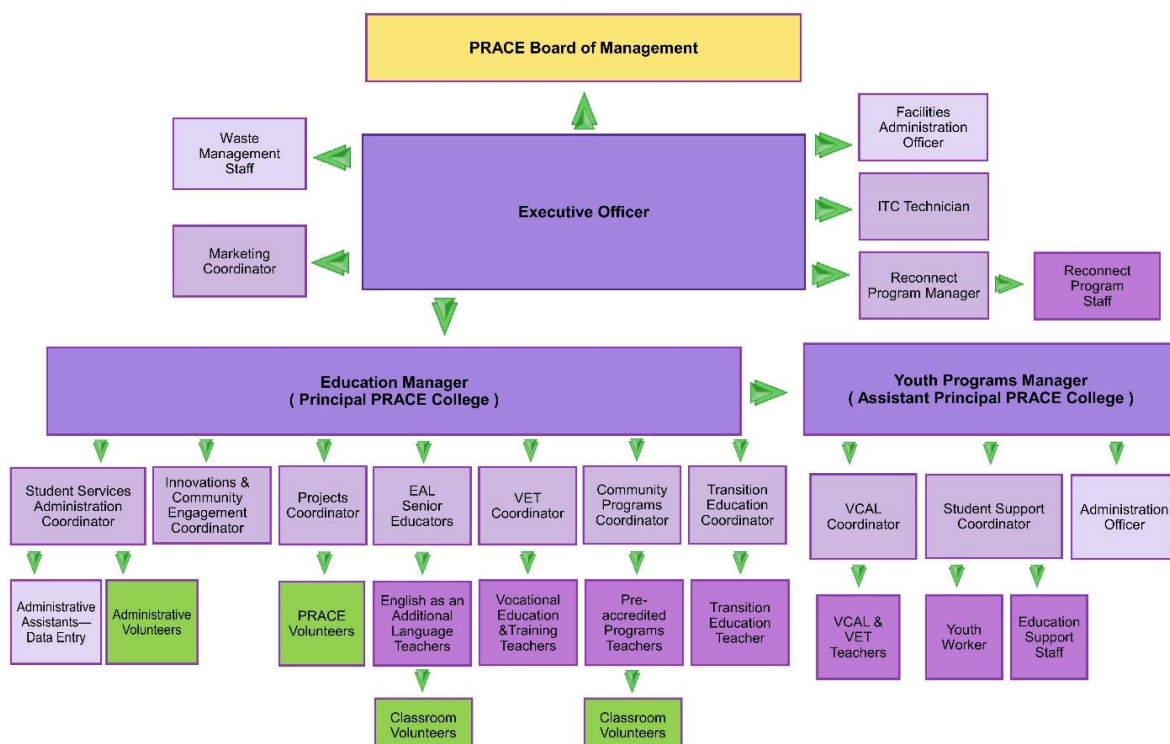 PRACE Board of Management
Waste
Management
Staff
Executive Officer
Facilities
Administration
Officer
ITC Technician
Marketing
Coordinator
Reconnect
Program Manager
Reconnect
Program
Staff
Education Manager
( Principal PRACE College )
Youth Programs Manager
( Assistant Principal PRACE College )
Student Services
Administration
Coordinator
Innovations &
Community
Engagement
Coordinator
Projects
Coordinator
EAL
Senior
Educators
VET
Coordinator
Community
Programs
Coordinator
Transition
Education
Coordinator
VCAL
Coordinator
Student Support
Coordinator
Administration
Officer
Administrative
Assistants—
Data Entry
Administrative
Volunteers
PRACE
Volunteers
English as an
Additional
Language
Teachers
Vocational
Education
&Training
Teachers
Pre-
accredited
Programs
Teachers
Transition
Education
Teacher
VCAL &
VET
Teachers
Youth
Worker
Education
Support
Staff
Classroom
Volunteers
Classroom
Volunteers